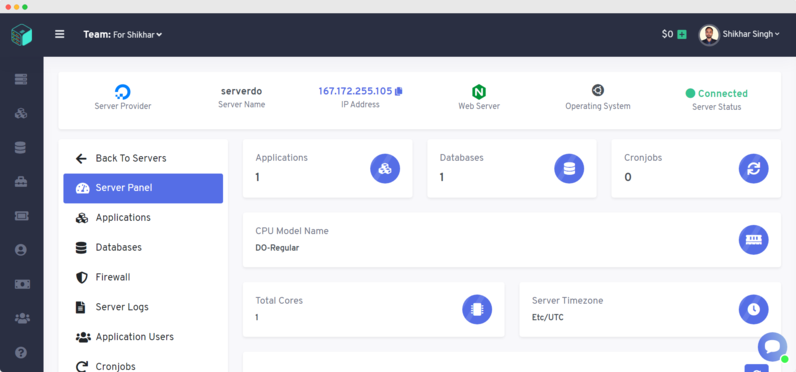 Team: For Shikhar
$0
Shikhar Singh
Server Provider
serverdo
Server Name
167.172.255.105
IP Address
N
Web Server
Operating System
Connected
Server Status
Back To Servers
Server Panel
Applications
Databases
Firewall
Server Logs
Application Users
Cronjobs
Applications
1
Databases
1
Cronjobs
0
CPU Model Name
DO-Regular
Total Cores
1
Server Timezone
Etc/UTC